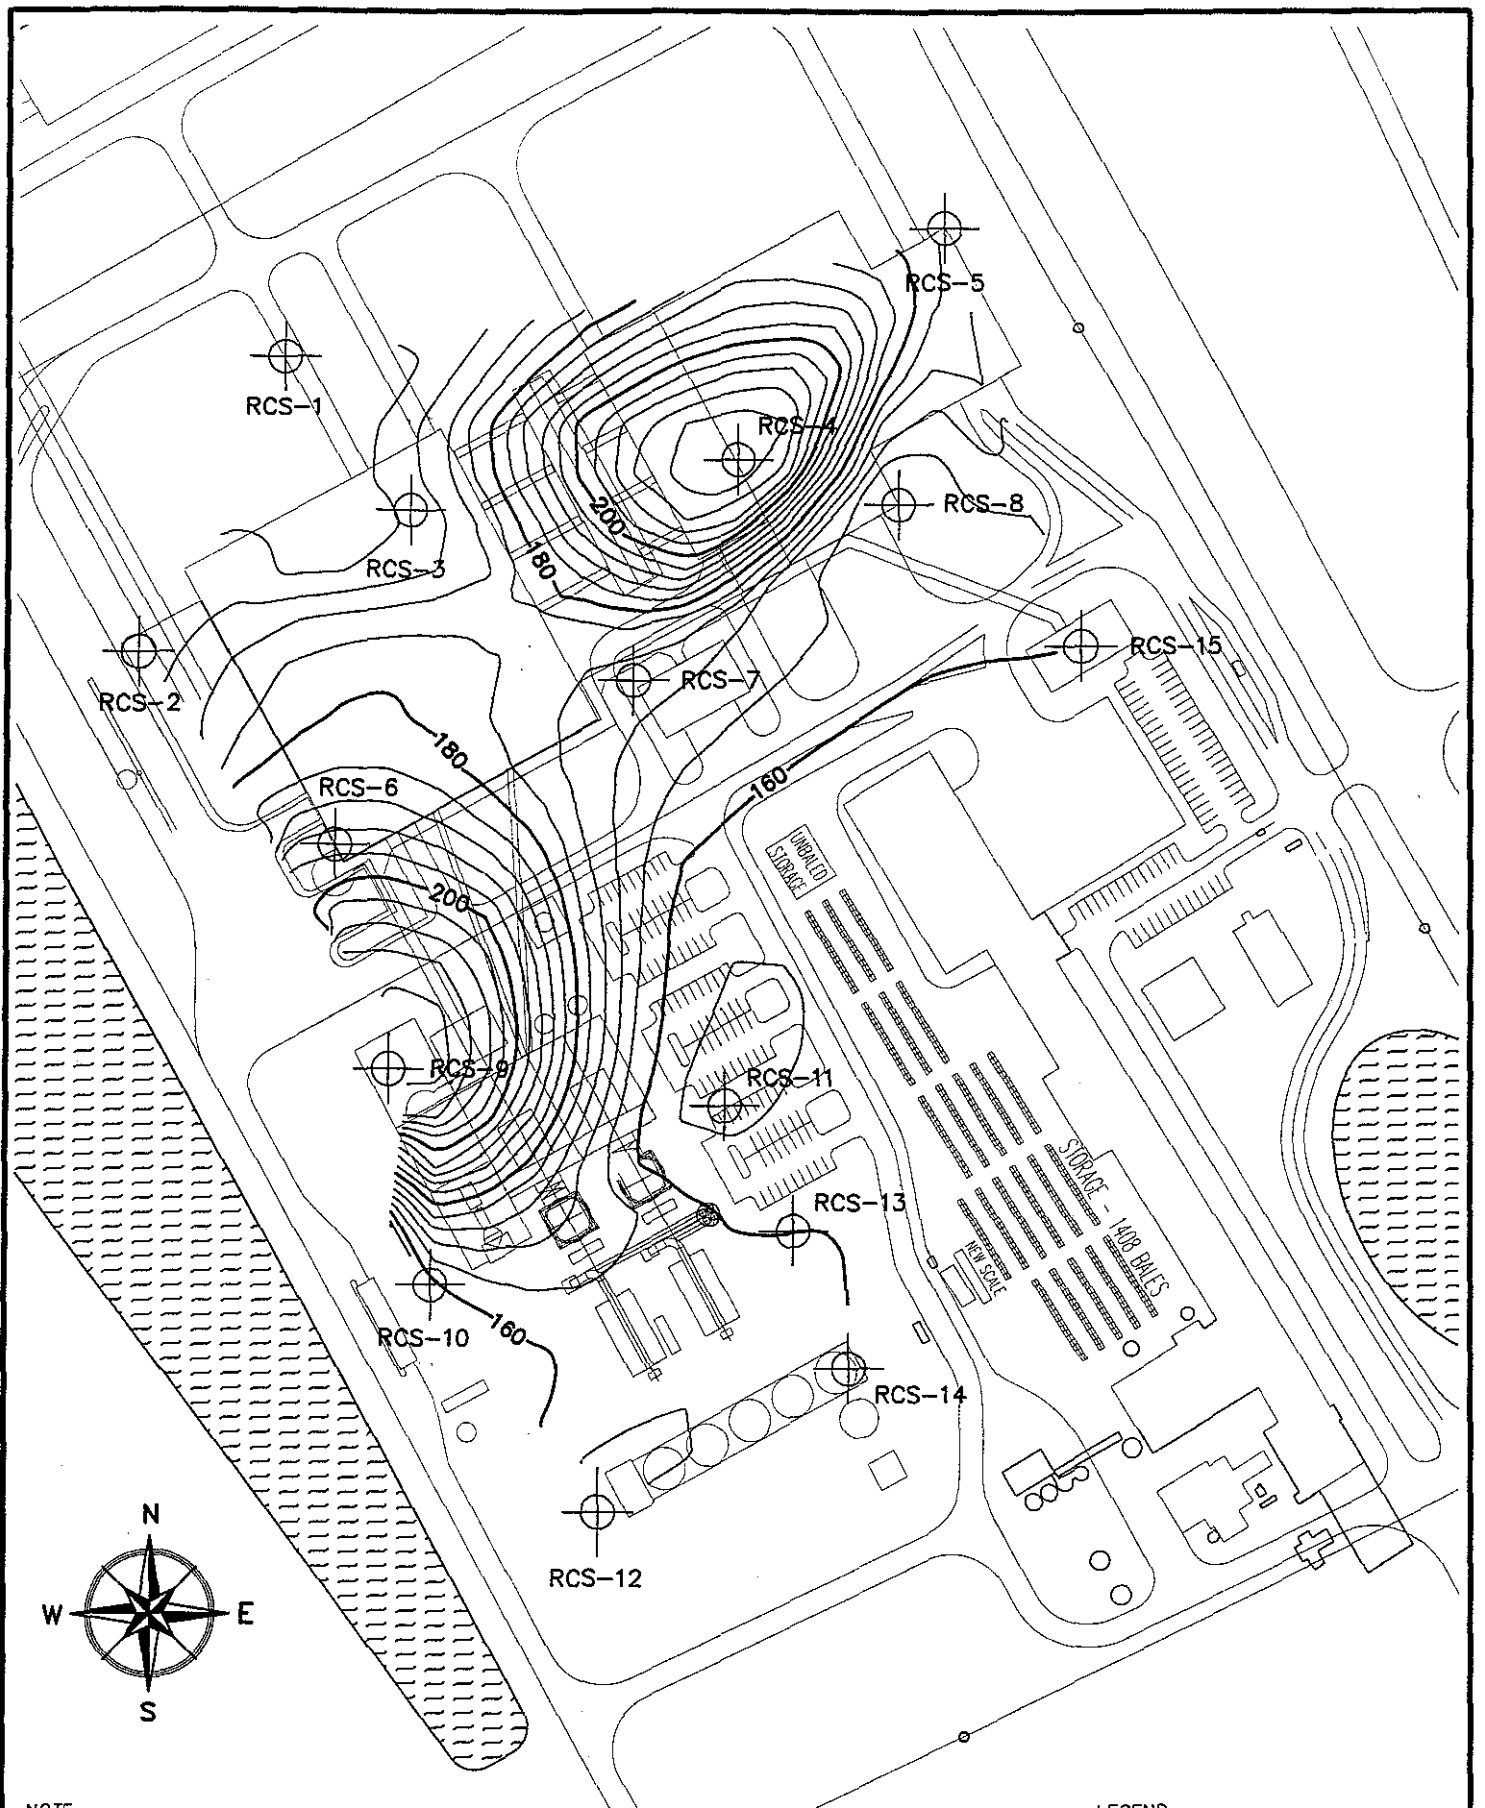 RCS-5
RCS-1
RCS-4
200
RCS-8
180
RCS-3
RCS-15
RCS-7
RCS-2
180
160
RCS-6
UNBALED
STORAGE
200
RCS-9
RCS-11
RCS-13
STORAGE - 1408 BALES
NEW SCALE
160
RCS-10
RCS-14
N
RCS-12
W
E
S
NOTE
LEGEND